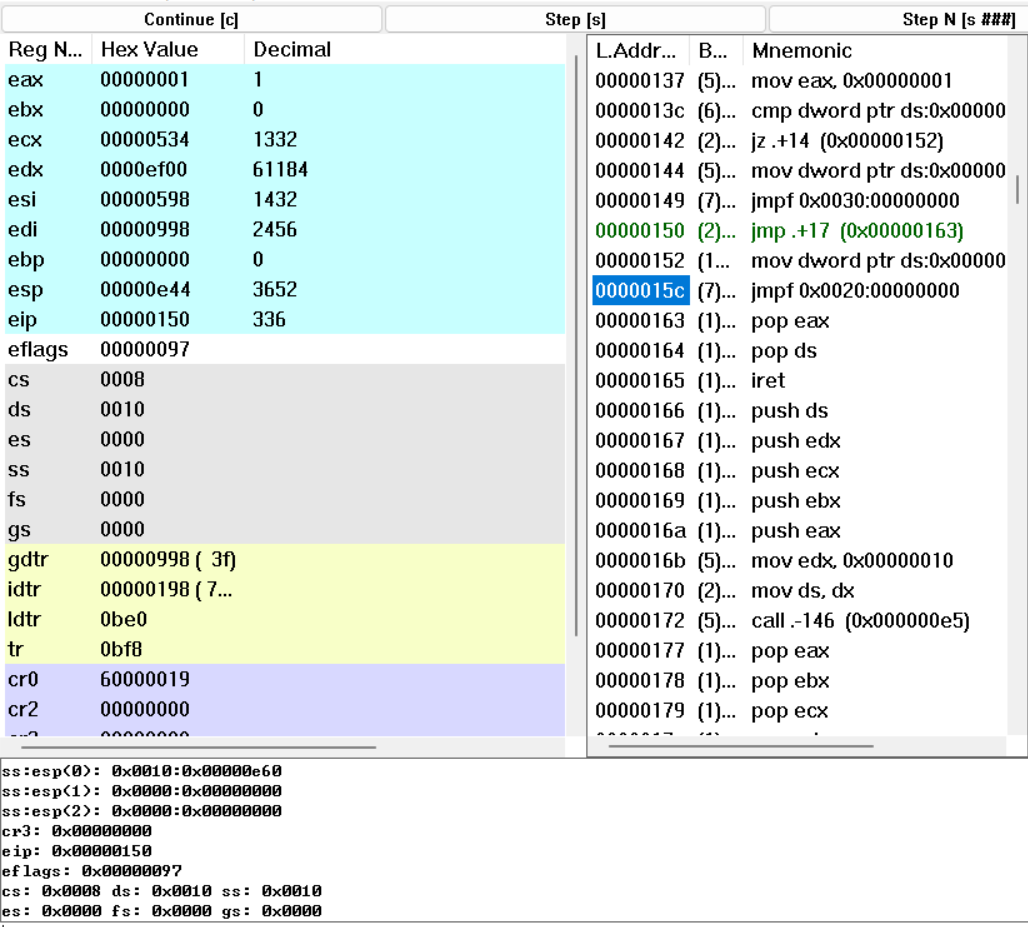 Continue [c] Step [s] Step N [s ###]
Reg N... Hex Value Decimal
eax 00000001 1
ebx 00000000 0
ecx 00000534 1332
edx 0000ef00 61184
esi 00000598 1432
edi 00000998 2456
ebp 00000000 0
esp 00000e44 3652
eip 00000150 336
eflags 00000097
cs 0008
ds 0010
es 0000
ss 0010
fs 0000
gs 0000
gdtr 00000998 ( 3f)
idtr 00000198 ( 7...
ldtr 0be0
tr 0bf8
cr0 60000019
cr2 00000000
L.Addr... B... Mnemonic
00000137 (5)... mov eax, 0x00000001
0000013c (6)... cmp dword ptr ds:0x00000
00000142 (2)... jz .+14 (0x00000152)
00000144 (5)... mov dword ptr ds:0x00000
00000149 (7)... jmpf 0x0030:00000000
00000150 (2)... jmp .+17 (0x00000163)
00000152 (1... mov dword ptr ds:0x00000
0000015c (7)... jmpf 0x0020:00000000
00000163 (1)... pop eax
00000164 (1)... pop ds
00000165 (1)... iret
00000166 (1)... push ds
00000167 (1)... push edx
00000168 (1)... push ecx
00000169 (1)... push ebx
0000016a (1)... push eax
0000016b (5)... mov edx, 0x00000010
00000170 (2)... mov ds, dx
00000172 (5)... call .-146 (0x000000e5)
00000177 (1)... pop eax
00000178 (1)... pop ebx
00000179 (1)... pop ecx
ss:esp(0): 0x0010:0x00000e60
ss:esp(1): 0x0000:0x00000000
ss:esp(2): 0x0000:0x00000000
cr3: 0x00000000
eip: 0x00000150
eflags: 0x00000097
cs: 0x0008 ds: 0x0010 ss: 0x0010
es: 0x0000 fs: 0x0000 gs: 0x0000